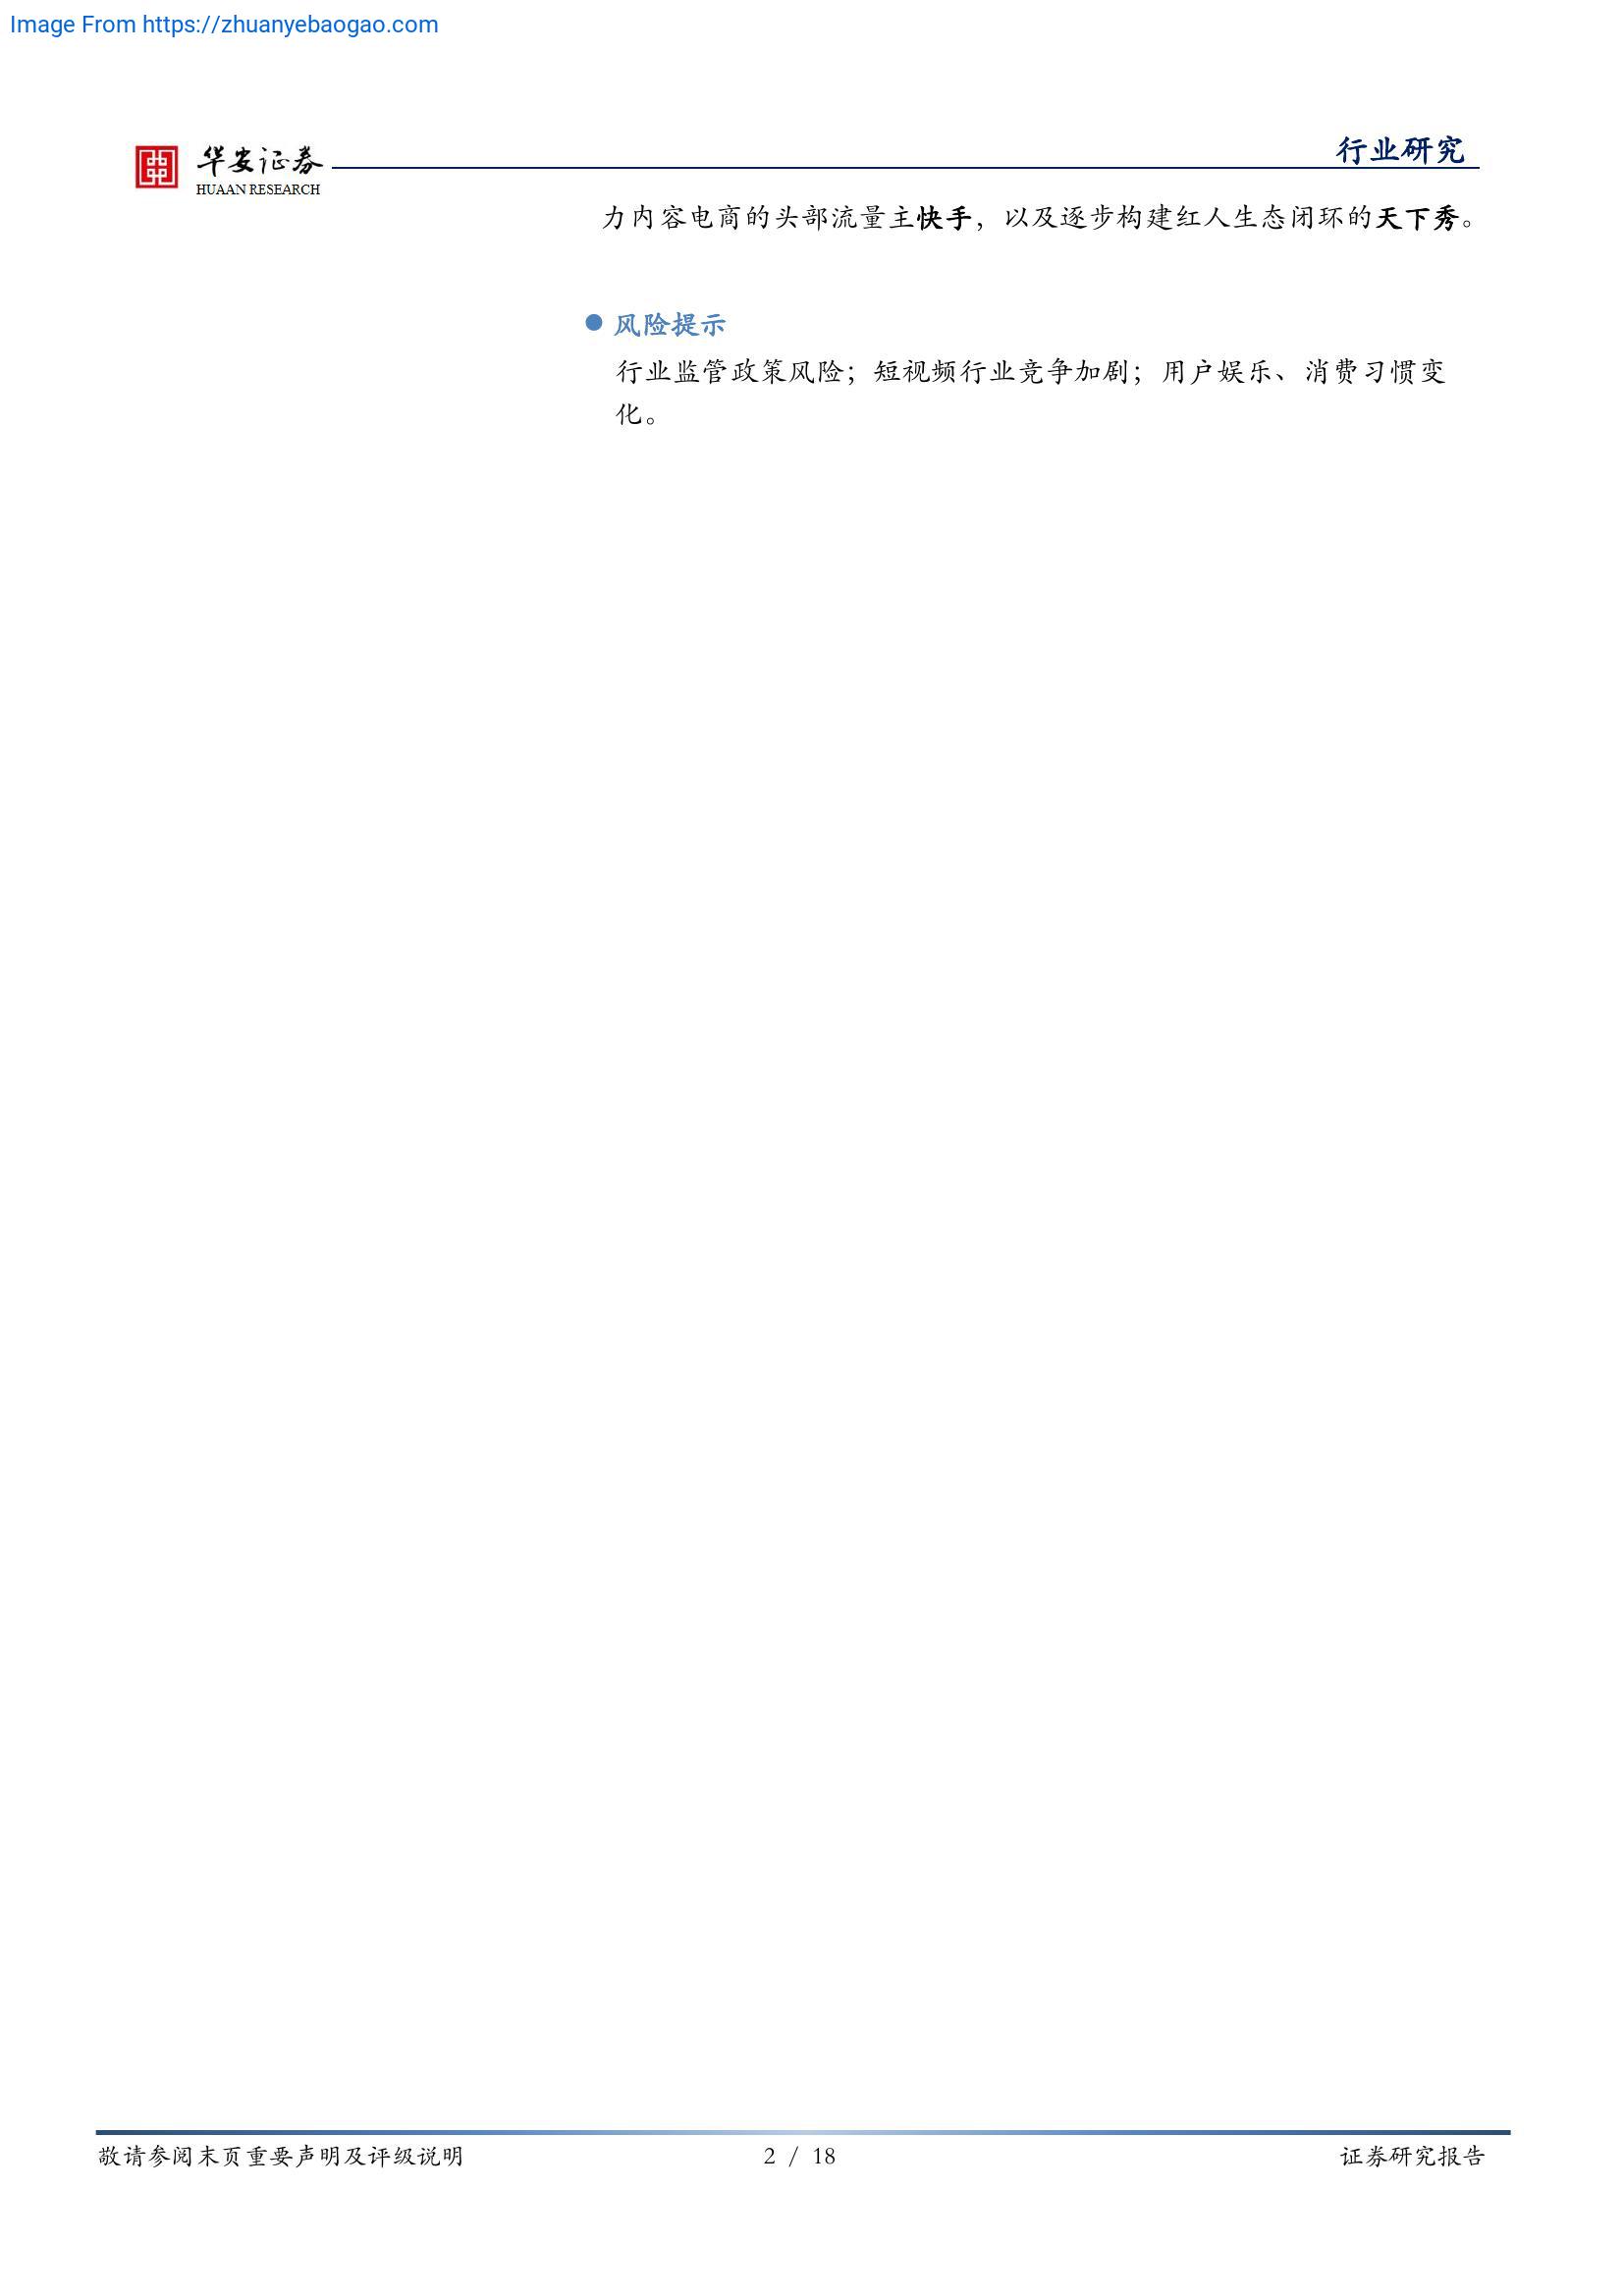 Image From https://zhuanyebaogao.com
华安证券
HUAAN RESEARCH
行业研究
力内容电商的头部流量主快手，以及逐步构建红人生态闭环的天下秀。
● 风险提示
行业监管政策风险；短视频行业竞争加剧；用户娱乐、消费习惯变
化。
敬请参阅末页重要声明及评级说明
2 / 18
证券研究报告